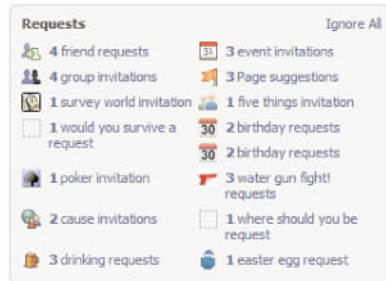 Requests Ignore All
4 friend requests
3 event invitations
4 group invitations
3 Page suggestions
1 survey world invitation
1 five things invitation
1 would you survive a
request
2 birthday requests
2 birthday requests
1 poker invitation
3 water gun fight!
requests
2 cause invitations
1 where should you be
request
3 drinking requests
1 easter egg request
31
30
30